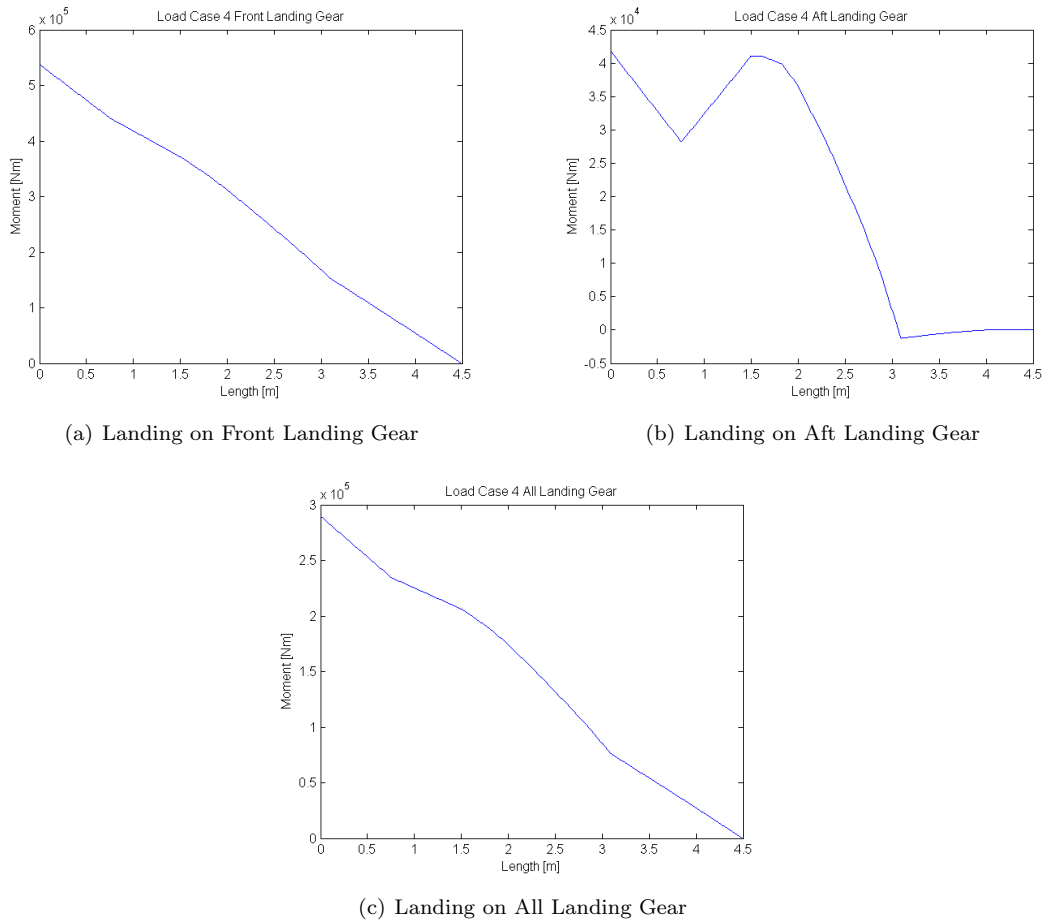 Load Case 4 Front Landing Gear
x 10^5
6
5
4
3
2
1
0
Moment [Nm]
0 0.5 1 1.5 2 2.5 3 3.5 4 4.5
Length [m]
(a) Landing on Front Landing Gear
Load Case 4 Aft Landing Gear
x 10^4
4.5
4
3.5
3
2.5
2
1.5
1
0.5
0
-0.5
Moment [Nm]
0 0.5 1 1.5 2 2.5 3 3.5 4 4.5
Length [m]
(b) Landing on Aft Landing Gear
Load Case 4 All Landing Gear
x 10^5
3
2.5
2
1.5
1
0.5
0
Moment [Nm]
0 0.5 1 1.5 2 2.5 3 3.5 4 4.5
Length [m]
(c) Landing on All Landing Gear